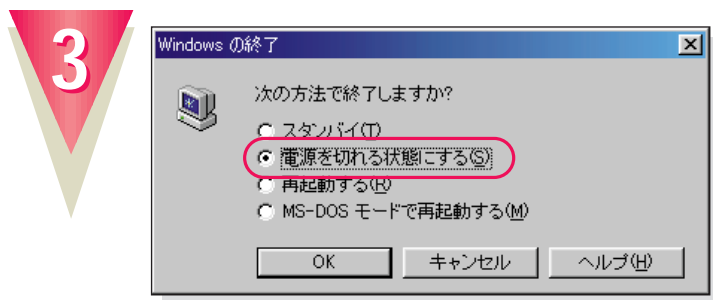 3
Windows の終了
次の方法で終了しますか?
スタンバイ(T)
電源を切れる状態にする(S)
再起動する(R)
MS-DOS モードで再起動する(M)
OK キャンセル ヘルプ(H)